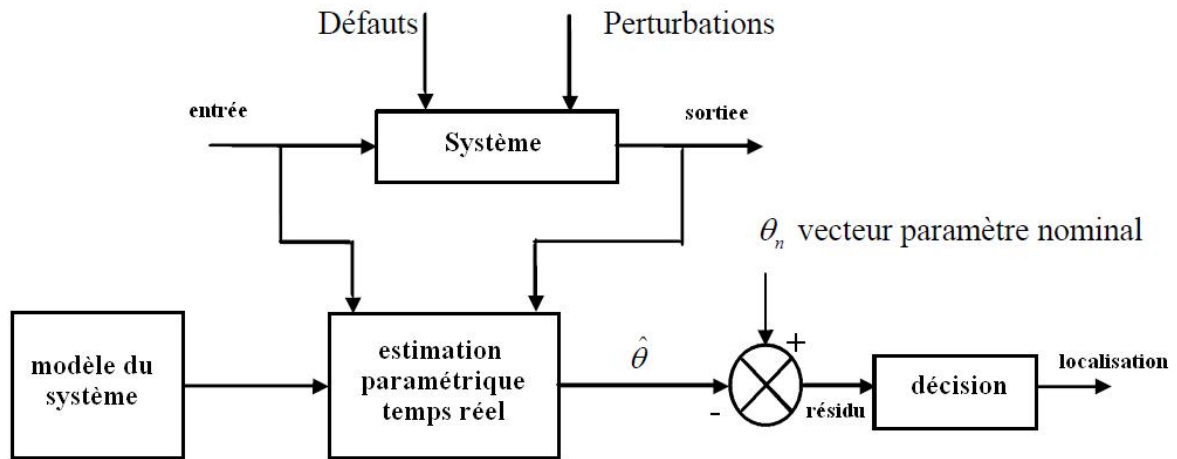 Défauts
Perturbations
entrée
sortiee
Système
θₙ vecteur paramètre nominal
modèle du
système
estimation
paramétrique
temps réel
θ̂
+
-
résidu
décision
localisation